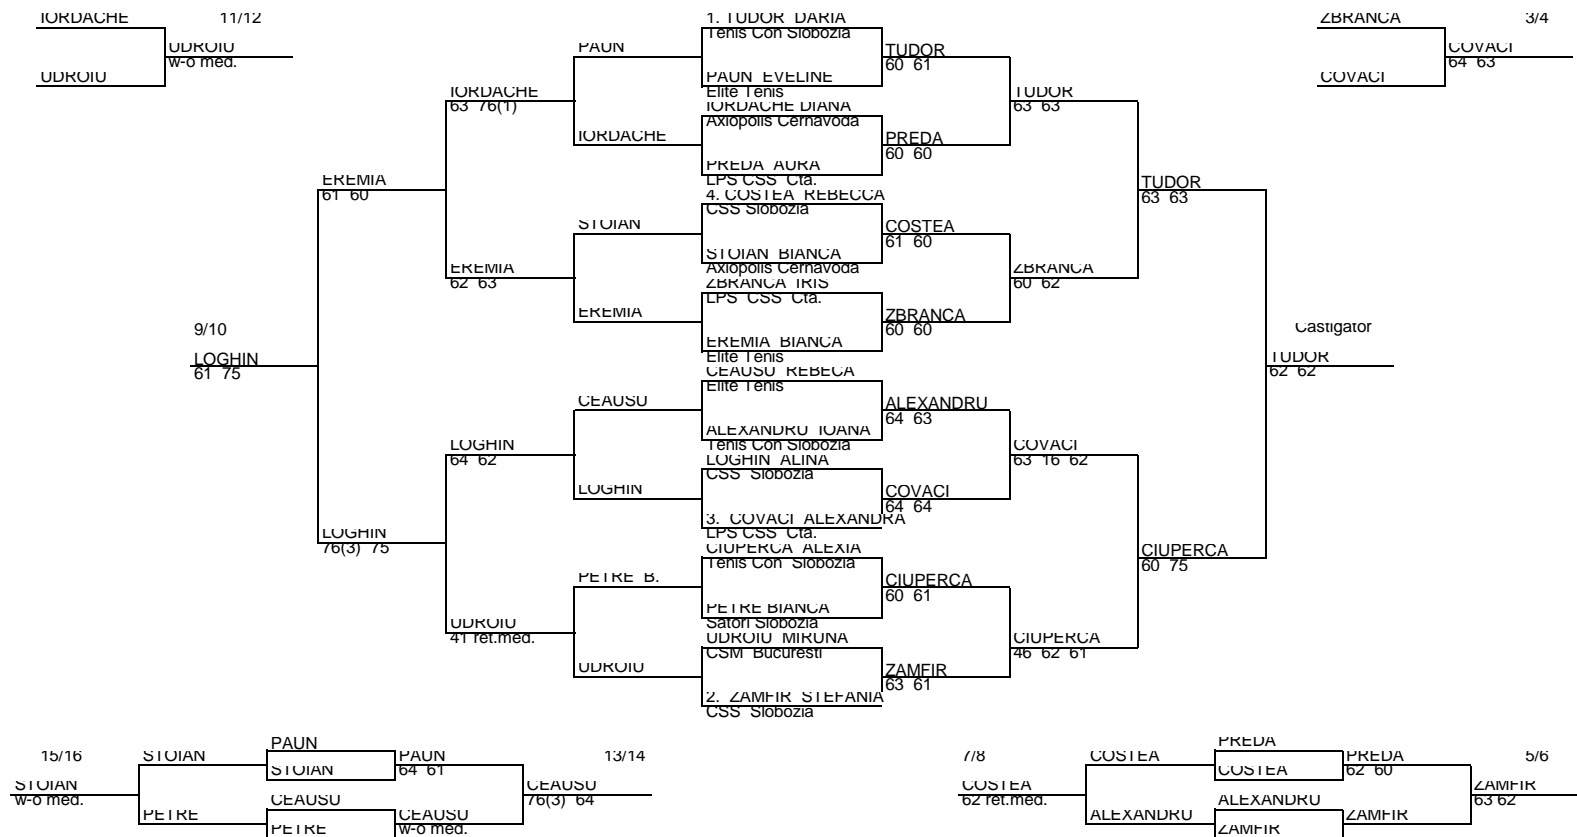 IORDACHE
11/12
UDROIU
w-o med.
UDROIU
ZBRANCA
3/4
COVACI
64  63
COVACI
1. TUDOR  DARIA
Tenis Con Slobozia
PAUN
TUDOR
60  61
PAUN  EVELINE
Elite Tenis
IORDACHE
63  76(1)
TUDOR
63  63
IORDACHE DIANA
Axiopolis Cernavoda
IORDACHE
PREDA
60  60
PREDA  AURA
LPS CSS  Cta.
EREMIA
61  60
TUDOR
63  63
4. COSTEA  REBECCA
CSS Slobozia
STOIAN
COSTEA
61  60
STOIAN  BIANCA
Axiopolis Cernavoda
EREMIA
62  63
ZBRANCA
60  62
ZBRANCA  IRIS
LPS  CSS  Cta.
EREMIA
ZBRANCA
60  60
EREMIA  BIANCA
Elite Tenis
9/10
LOGHIN
61  75
Castigator
TUDOR
62  62
CEAUSU  REBECA
Elite Tenis
CEAUSU
ALEXANDRU
64  63
ALEXANDRU  IOANA
Tenis Con Slobozia
LOGHIN
64  62
COVACI
63  16  62
LOGHIN  ALINA
CSS  Slobozia
LOGHIN
COVACI
64  64
3.  COVACI  ALEXANDRA
LPS CSS  Cta.
LOGHIN
76(3)  75
CIUPERCA
60  75
CIUPERCA  ALEXIA
Tenis Con  Slobozia
PETRE  B.
CIUPERCA
60  61
PETRE BIANCA
Satori Slobozia
UDROIU
41 ret.med.
CIUPERCA
46  62  61
UDROIU  MIRUNA
CSM  Bucuresti
UDROIU
ZAMFIR
63  61
2.  ZAMFIR  STEFANIA
CSS  Slobozia
15/16
STOIAN
PAUN
STOIAN
PAUN
64  61
13/14
STOIAN
w-o med.
CEAUSU
76(3)  64
PETRE
CEAUSU
PETRE
CEAUSU
w-o med.
7/8
COSTEA
PREDA
COSTEA
PREDA
62  60
5/6
COSTEA
62 ret.med.
ZAMFIR
63 62
ALEXANDRU
ALEXANDRU
ZAMFIR
ZAMFIR